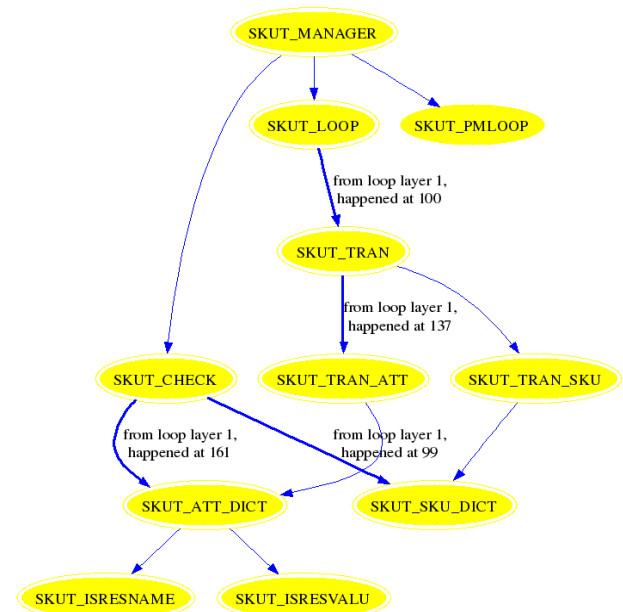 SKUT_MANAGER
SKUT_LOOP
SKUT_PMLOOP
from loop layer 1,
happened at 100
SKUT_TRAN
from loop layer 1,
happened at 137
SKUT_CHECK
SKUT_TRAN_ATT
SKUT_TRAN_SKU
from loop layer 1,
happened at 161
from loop layer 1,
happened at 99
SKUT_ATT_DICT
SKUT_SKU_DICT
SKUT_ISRESNAME
SKUT_ISRESVALU